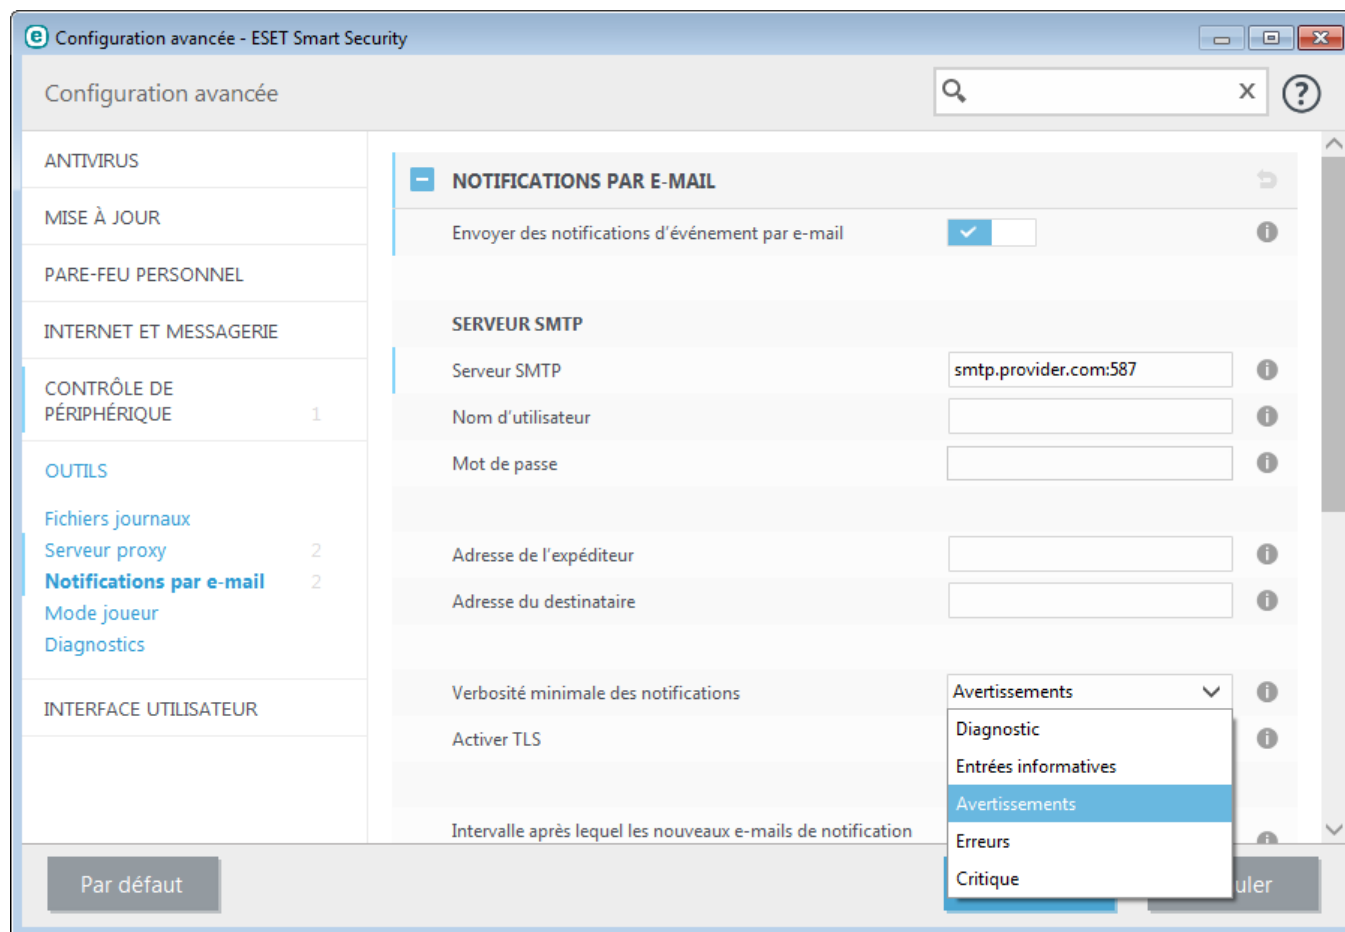 Configuration avancée - ESET Smart Security
Configuration avancée
ANTIVIRUS
MISE À JOUR
PARE-FEU PERSONNEL
INTERNET ET MESSAGERIE
CONTRÔLE DE
PÉRIPHÉRIQUE 1
OUTILS
Fichiers journaux
Serveur proxy 2
Notifications par e-mail 2
Mode joueur
Diagnostics
INTERFACE UTILISATEUR
NOTIFICATIONS PAR E-MAIL
Envoyer des notifications d'événement par e-mail
SERVEUR SMTP
Serveur SMTP smtp.provider.com:587
Nom d'utilisateur
Mot de passe
Adresse de l'expéditeur
Adresse du destinataire
Verbosité minimale des notifications Avertissements
Activer TLS
Diagnostic
Entrées informatives
Avertissements
Erreurs
Critique
Intervalle après lequel les nouveaux e-mails de notification
Par défaut
uler